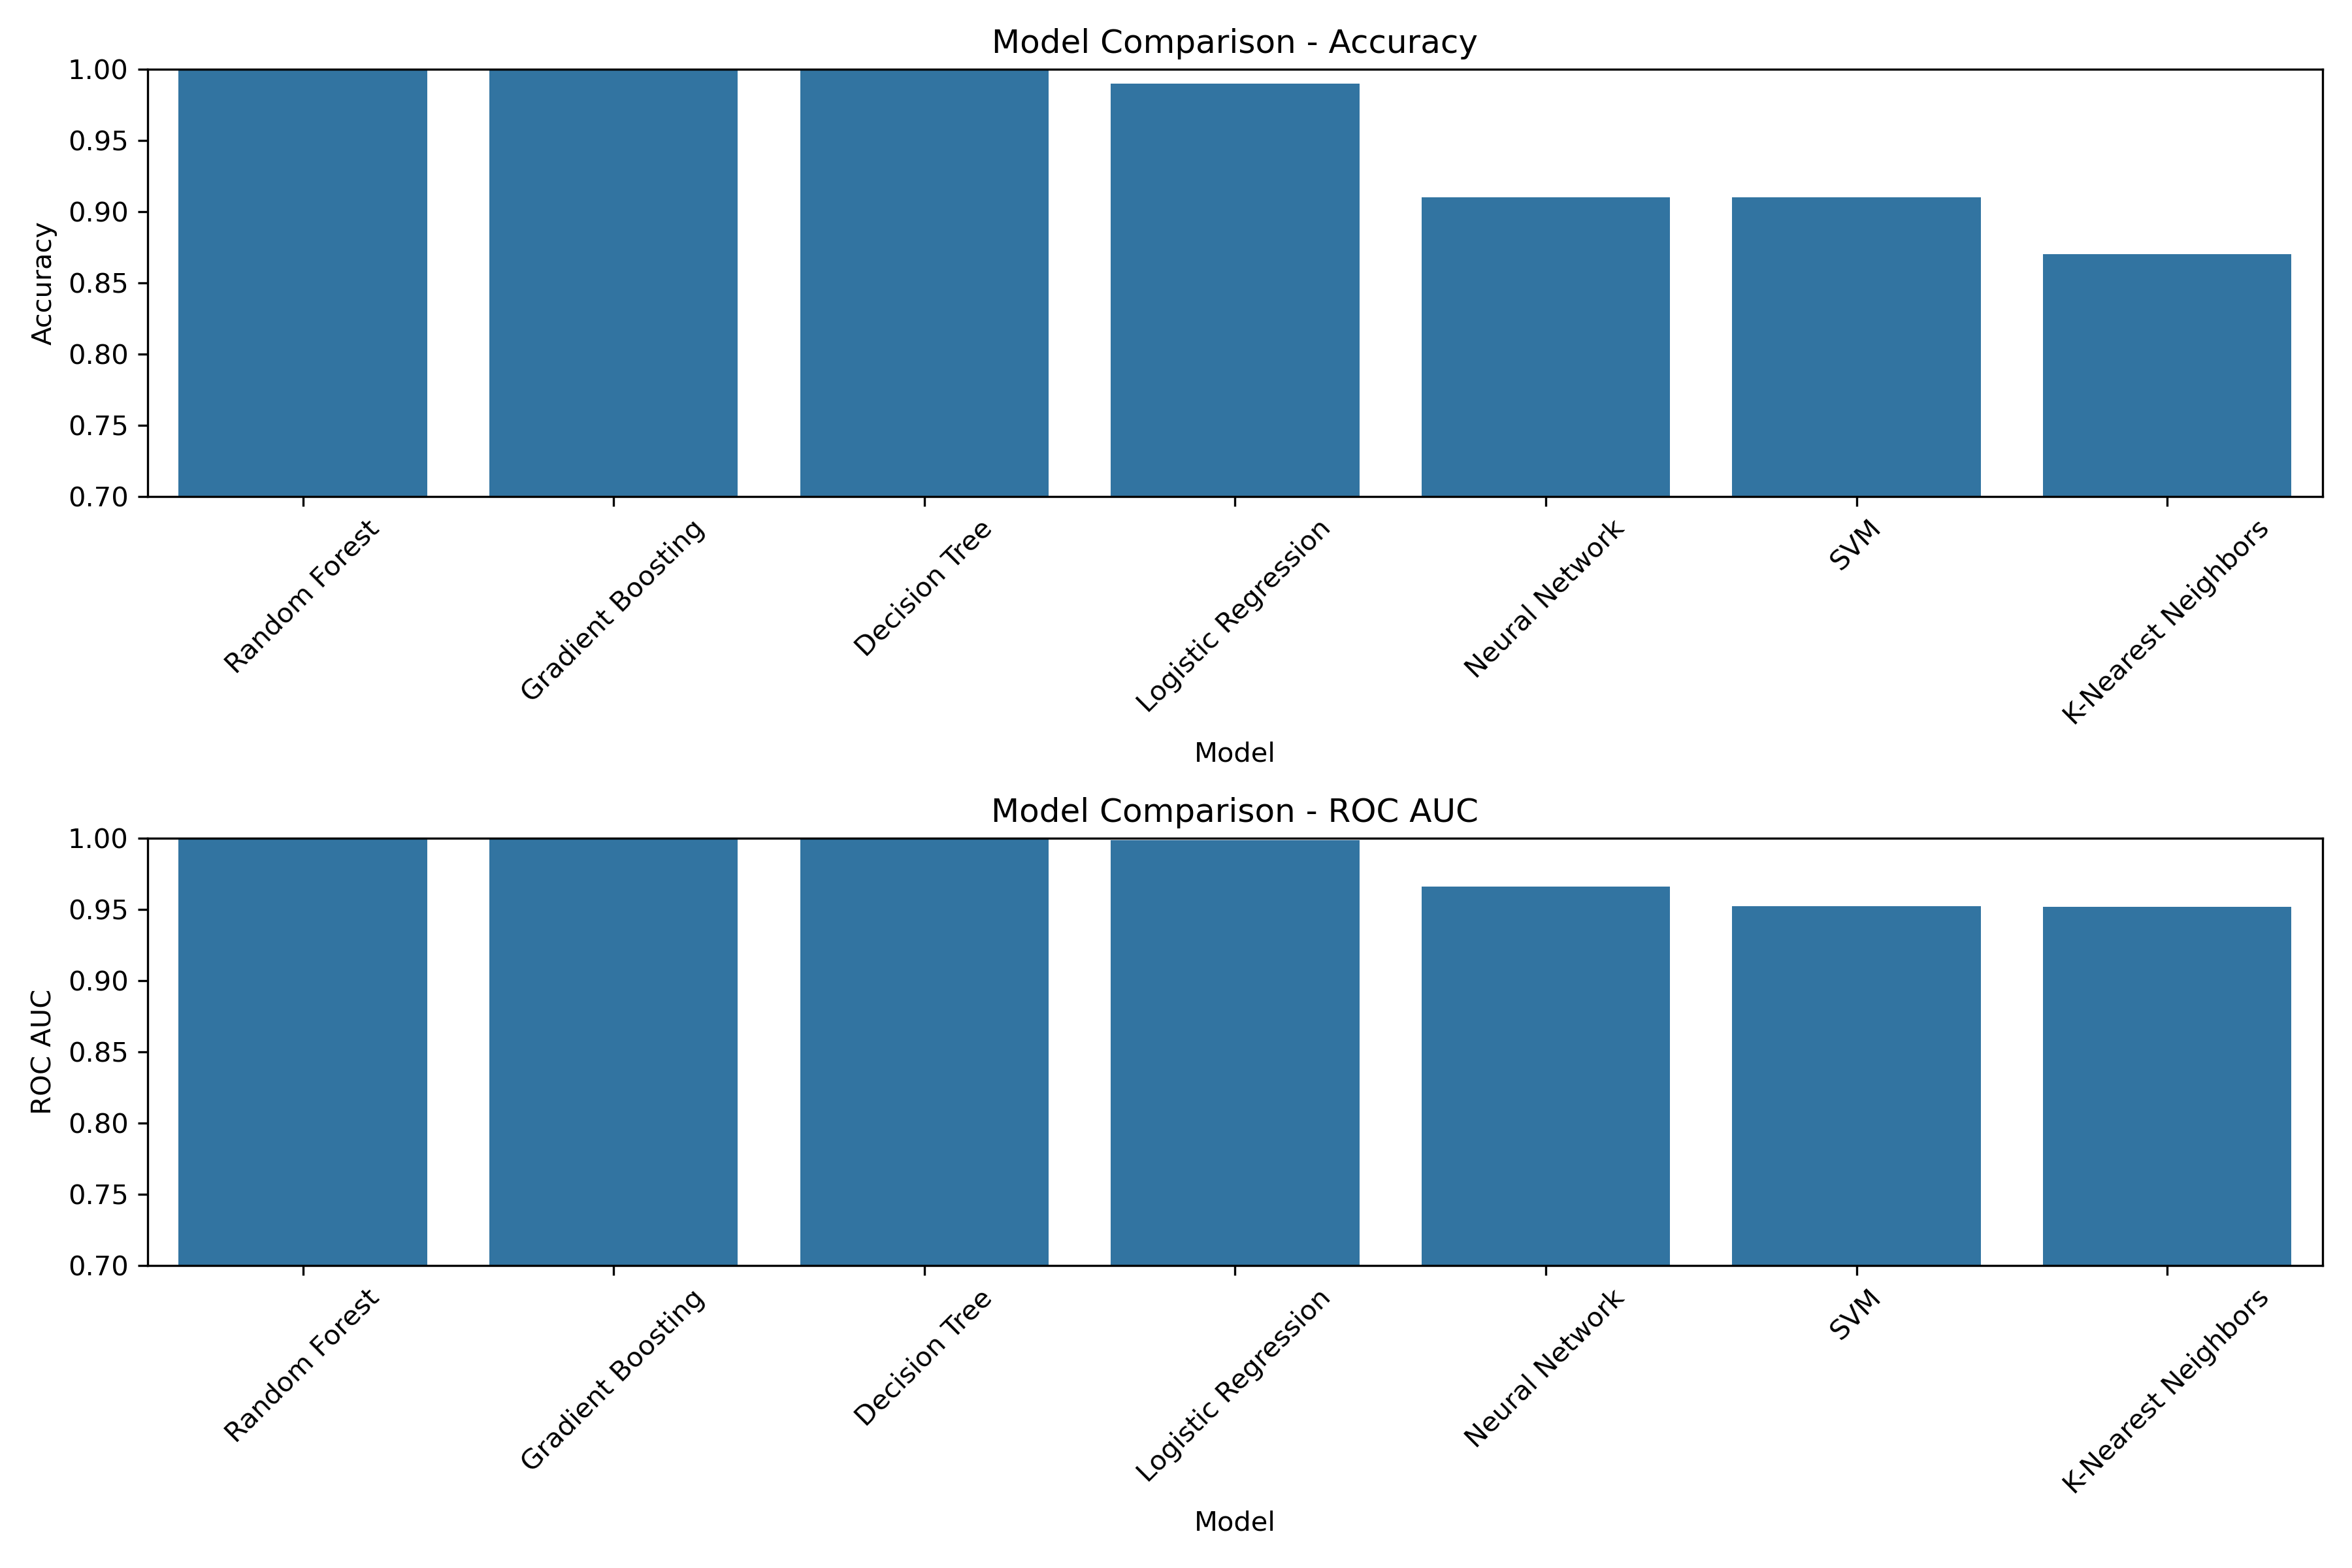 Model Comparison - Accuracy
1.00
0.95
0.90
0.85
0.80
0.75
0.70
Accuracy
Random Forest
Gradient Boosting
Decision Tree
Logistic Regression
Neural Network
SVM
K-Nearest Neighbors
Model
Model Comparison - ROC AUC
1.00
0.95
0.90
0.85
0.80
0.75
0.70
ROC AUC
Random Forest
Gradient Boosting
Decision Tree
Logistic Regression
Neural Network
SVM
K-Nearest Neighbors
Model